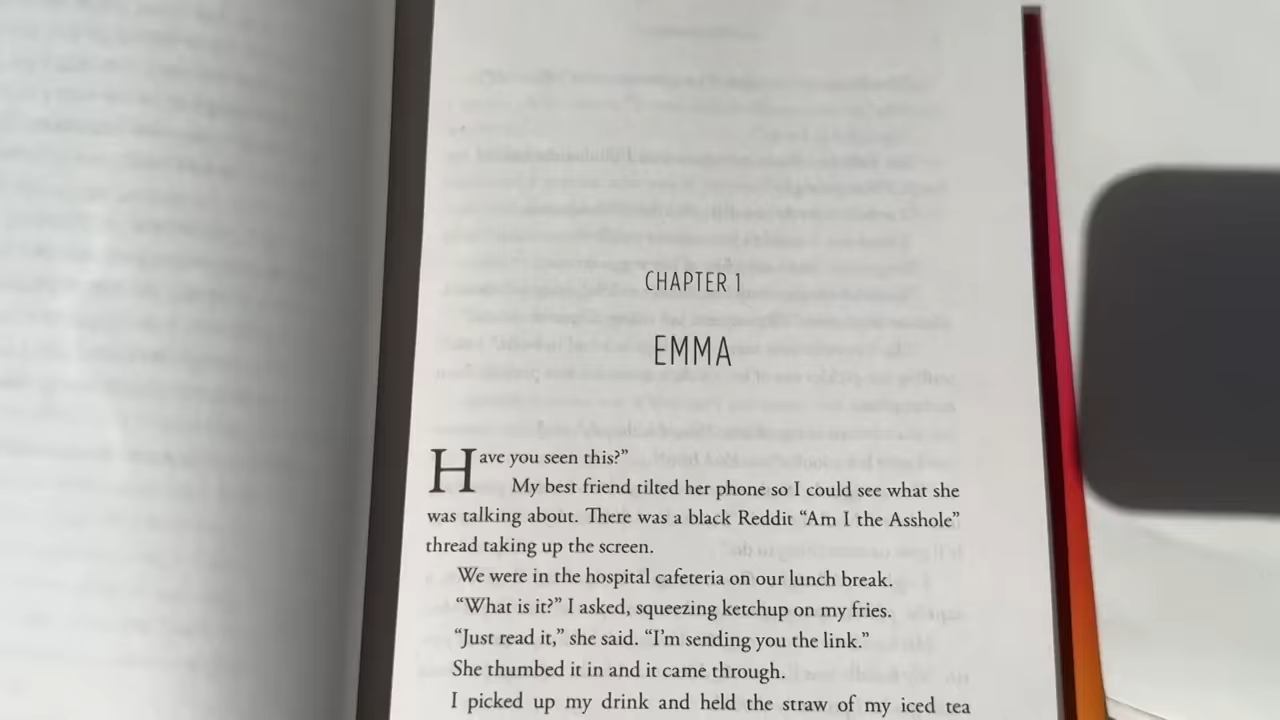 CHAPTER 1
EMMA
Have you seen this?”
My best friend tilted her phone so I could see what she
was talking about. There was a black Reddit “Am I the Asshole”
thread taking up the screen.
We were in the hospital cafeteria on our lunch break.
“What is it?” I asked, squeezing ketchup on my fries.
“Just read it,” she said. “I’m sending you the link.”
She thumbed it in and it came through.
I picked up my drink and held the straw of my iced tea